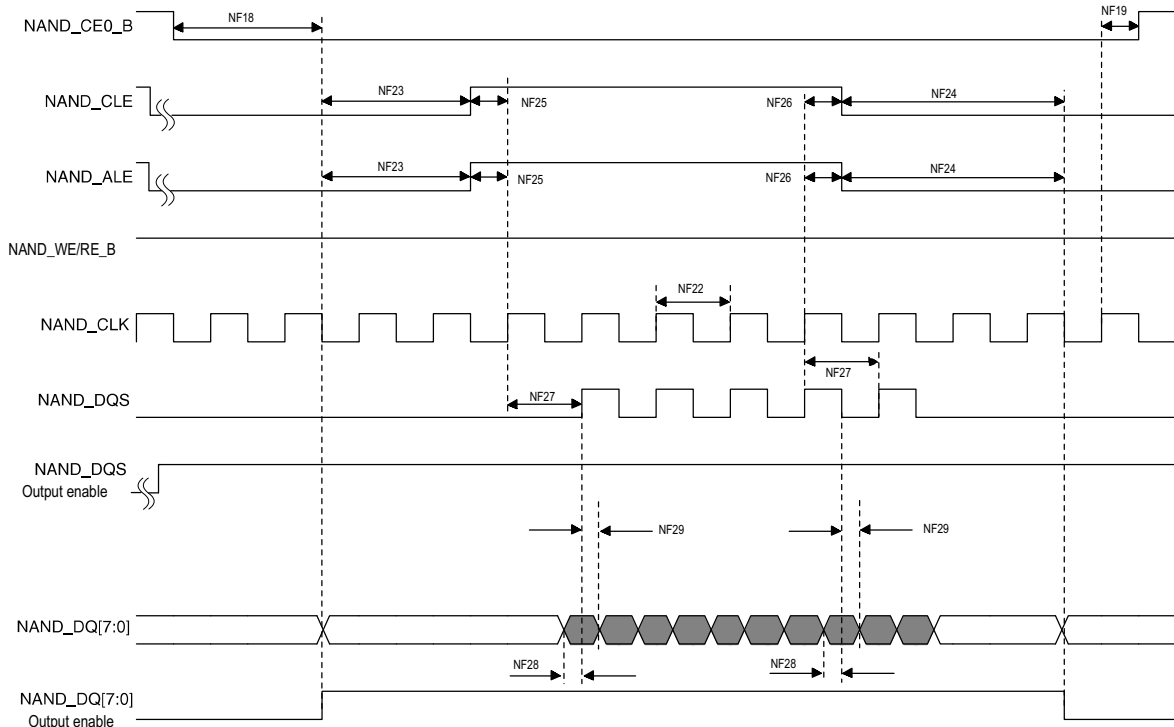 NF18
NF19
NAND_CE0_B
NF23
NF25
NF26
NF24
NAND_CLE
NF23
NF25
NF26
NF24
NAND_ALE
NAND_WE/RE_B
NF22
NAND_CLK
NF27
NF27
NAND_DQS
NAND_DQS
Output enable
NF29
NF29
NAND_DQ[7:0]
NF28
NF28
NAND_DQ[7:0]
Output enable